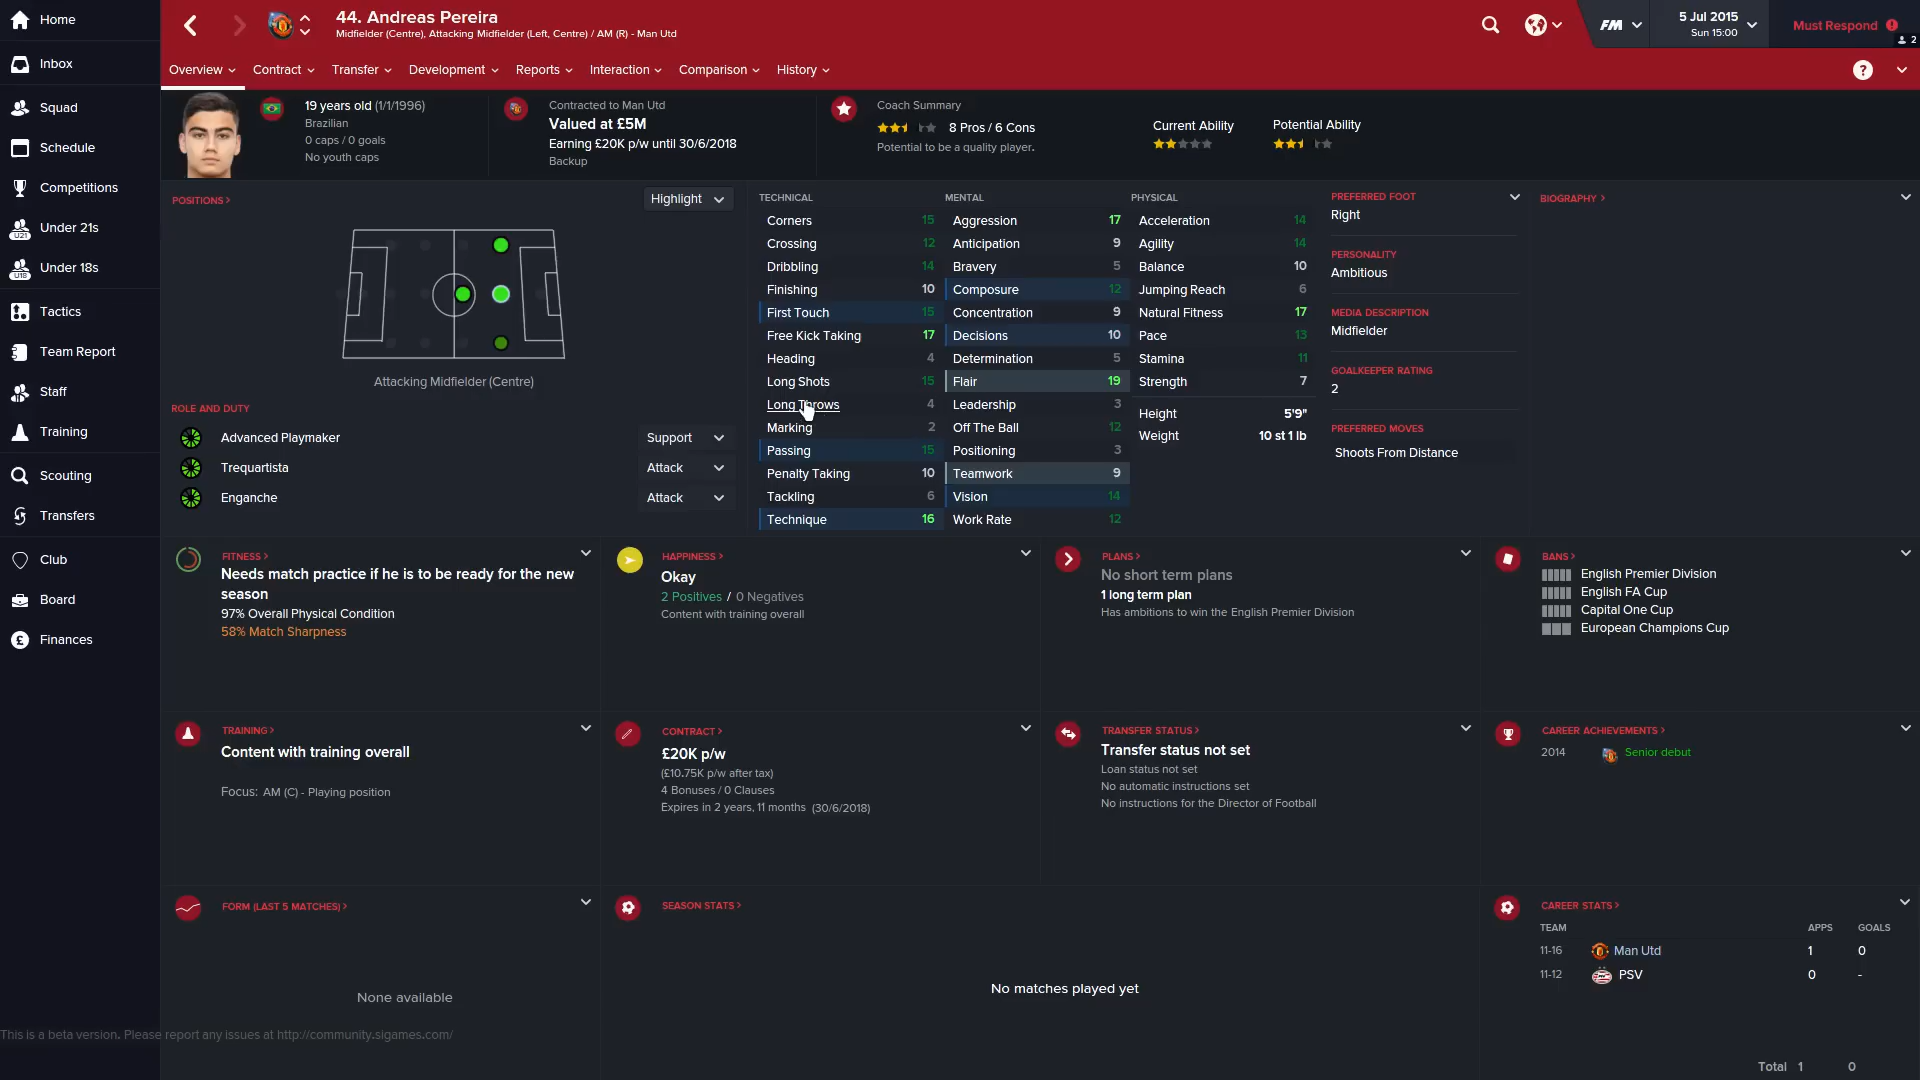 Home
Inbox
Squad
Schedule
Competitions
Under 21s
Under 18s
Tactics
Team Report
Staff
Training
Scouting
Transfers
Club
Board
Finances
44. Andreas Pereira
Midfielder (Centre), Attacking Midfielder (Left, Centre) / AM (R) - Man Utd
FM
5 Jul 2015
Sun 15:00
Must Respond
2
Overview
Contract
Transfer
Development
Reports
Interaction
Comparison
History
?
19 years old (1/1/1996)
Brazilian
0 caps / 0 goals
No youth caps
Contracted to Man Utd
Valued at £5M
Earning £20K p/w until 30/6/2018
Backup
Coach Summary
8 Pros / 6 Cons
Potential to be a quality player.
Current Ability
Potential Ability
POSITIONS >
Highlight
Attacking Midfielder (Centre)
ROLE AND DUTY
Advanced Playmaker Support
Trequartista Attack
Enganche Attack
TECHNICAL
Corners 15
Crossing 12
Dribbling 14
Finishing 10
First Touch 15
Free Kick Taking 17
Heading 4
Long Shots 15
Long Throws 4
Marking 2
Passing 15
Penalty Taking 10
Tackling 6
Technique 16
MENTAL
Aggression 17
Anticipation 9
Bravery 5
Composure 12
Concentration 9
Decisions 10
Determination 5
Flair 19
Leadership 3
Off The Ball 12
Positioning 3
Teamwork 9
Vision 14
Work Rate 12
PHYSICAL
Acceleration 14
Agility 14
Balance 10
Jumping Reach 6
Natural Fitness 17
Pace 13
Stamina 11
Strength 7
Height 5'9"
Weight 10 st 1 lb
PREFERRED FOOT
Right
PERSONALITY
Ambitious
MEDIA DESCRIPTION
Midfielder
GOALKEEPER RATING
2
PREFERRED MOVES
Shoots From Distance
BIOGRAPHY >
FITNESS >
Needs match practice if he is to be ready for the new
season
97% Overall Physical Condition
58% Match Sharpness
HAPPINESS >
Okay
2 Positives / 0 Negatives
Content with training overall
PLANS >
No short term plans
1 long term plan
Has ambitions to win the English Premier Division
BANS >
English Premier Division
English FA Cup
Capital One Cup
European Champions Cup
TRAINING >
Content with training overall
Focus: AM (C) - Playing position
CONTRACT >
£20K p/w
(£10.75K p/w after tax)
4 Bonuses / 0 Clauses
Expires in 2 years, 11 months (30/6/2018)
TRANSFER STATUS >
Transfer status not set
Loan status not set
No automatic instructions set
No instructions for the Director of Football
CAREER ACHIEVEMENTS >
2014 Senior debut
FORM (LAST 5 MATCHES) >
None available
SEASON STATS >
No matches played yet
CAREER STATS >
TEAM APPS GOALS
11-16 Man Utd 1 0
11-12 PSV 0 -
Total 1 0
This is a beta version. Please report any issues at http://community.sigames.com/